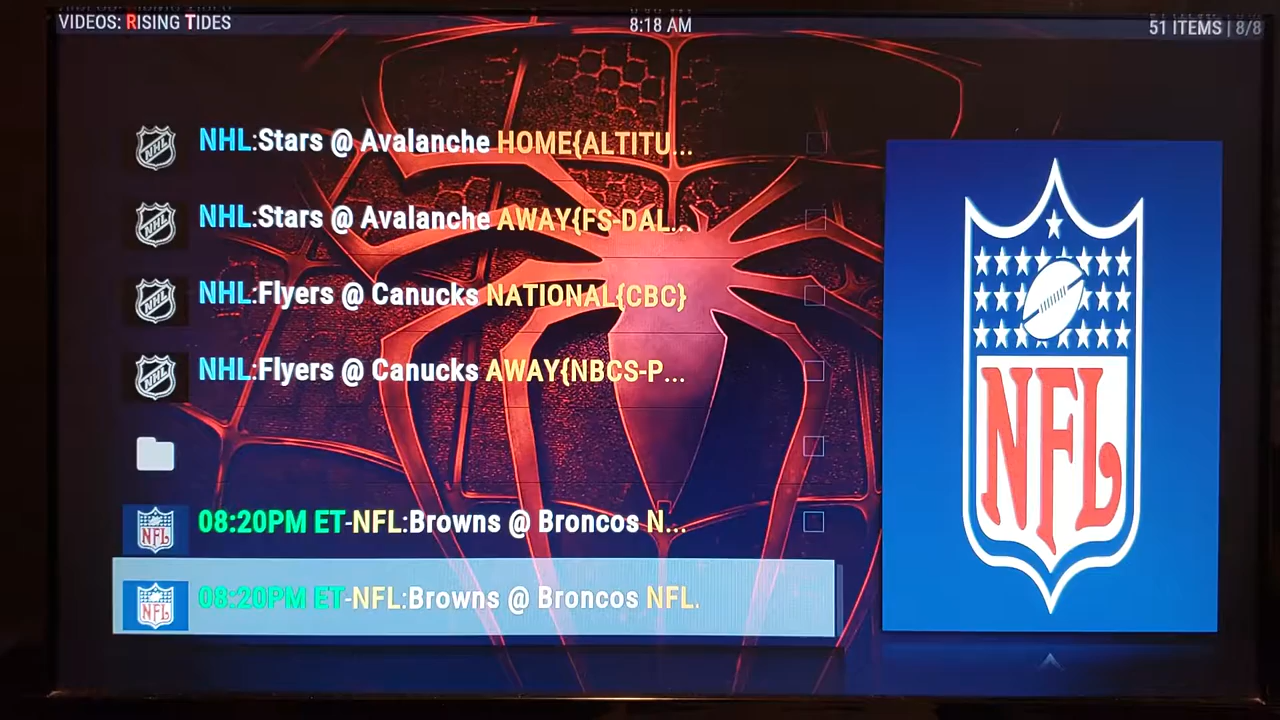 VIDEOS: RISING TIDES
8:18 AM
51 ITEMS | 8/8
NHL:Stars @ Avalanche HOME{ALTITU...
NHL:Stars @ Avalanche AWAY{FS-DAL...
NHL:Flyers @ Canucks NATIONAL{CBC}
NHL:Flyers @ Canucks AWAY{NBCS-P...
08:20PM ET-NFL:Browns @ Broncos N...
08:20PM ET-NFL:Browns @ Broncos NFL.
NFL